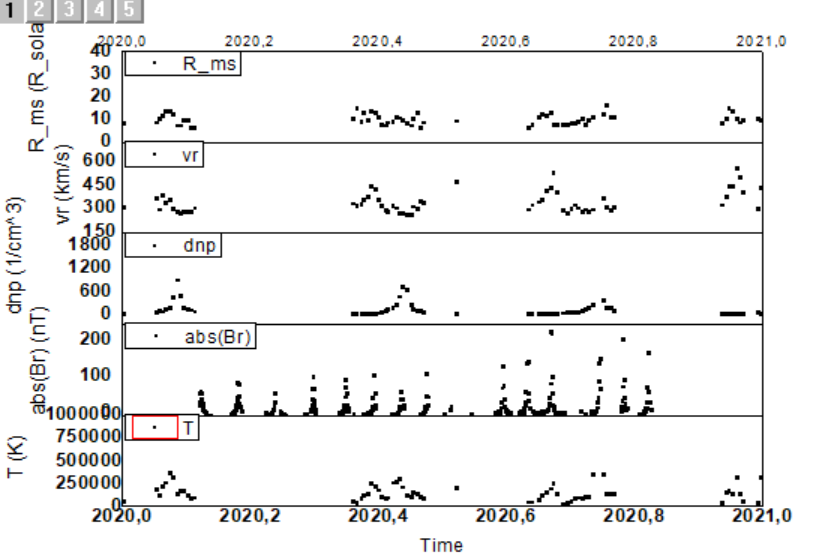 1 2 3 4 5
2020,0 2020,2 2020,4 2020,6 2020,8 2021,0
R_ms (R_sola
40
30
20
10
0
R_ms
vr (km/s)
600
450
300
150
vr
dnp (1/cm^3)
1800
1200
600
0
dnp
abs(Br) (nT)
200
100
0
abs(Br)
T (K)
1000000
750000
500000
250000
0
T
2020,0 2020,2 2020,4 2020,6 2020,8 2021,0
Time